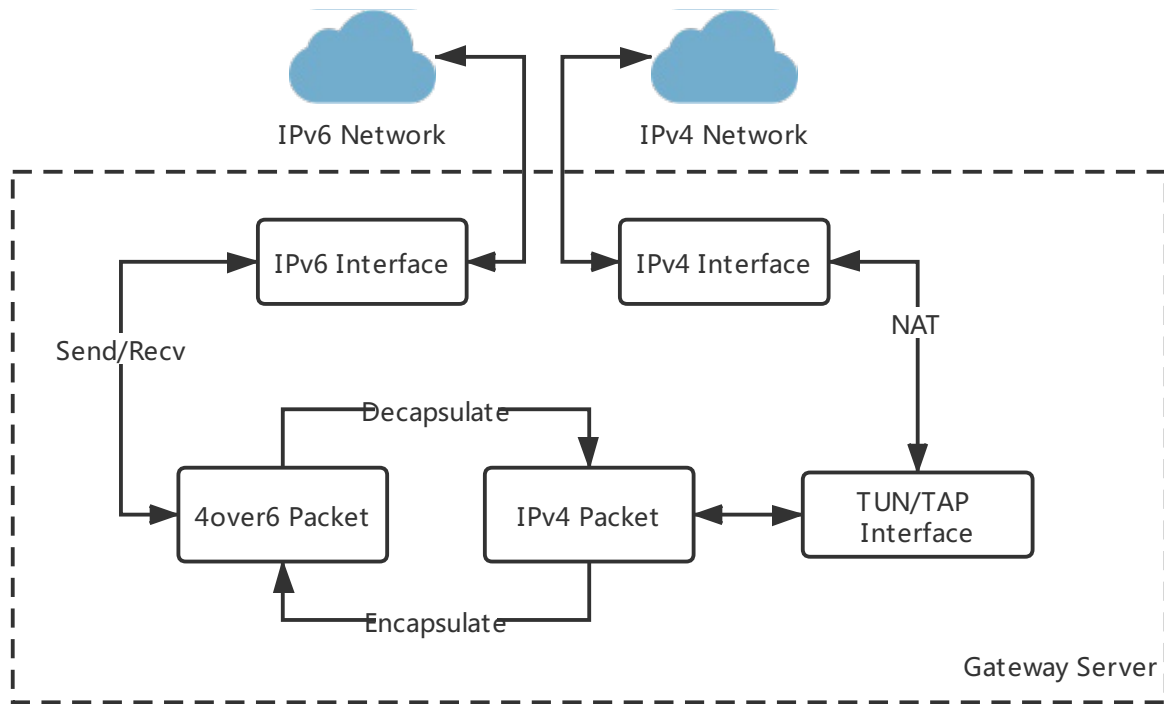 IPv6 Network
IPv4 Network
IPv6 Interface
IPv4 Interface
NAT
Send/Recv
Decapsulate
4over6 Packet
IPv4 Packet
TUN/TAP
Interface
Encapsulate
Gateway Server